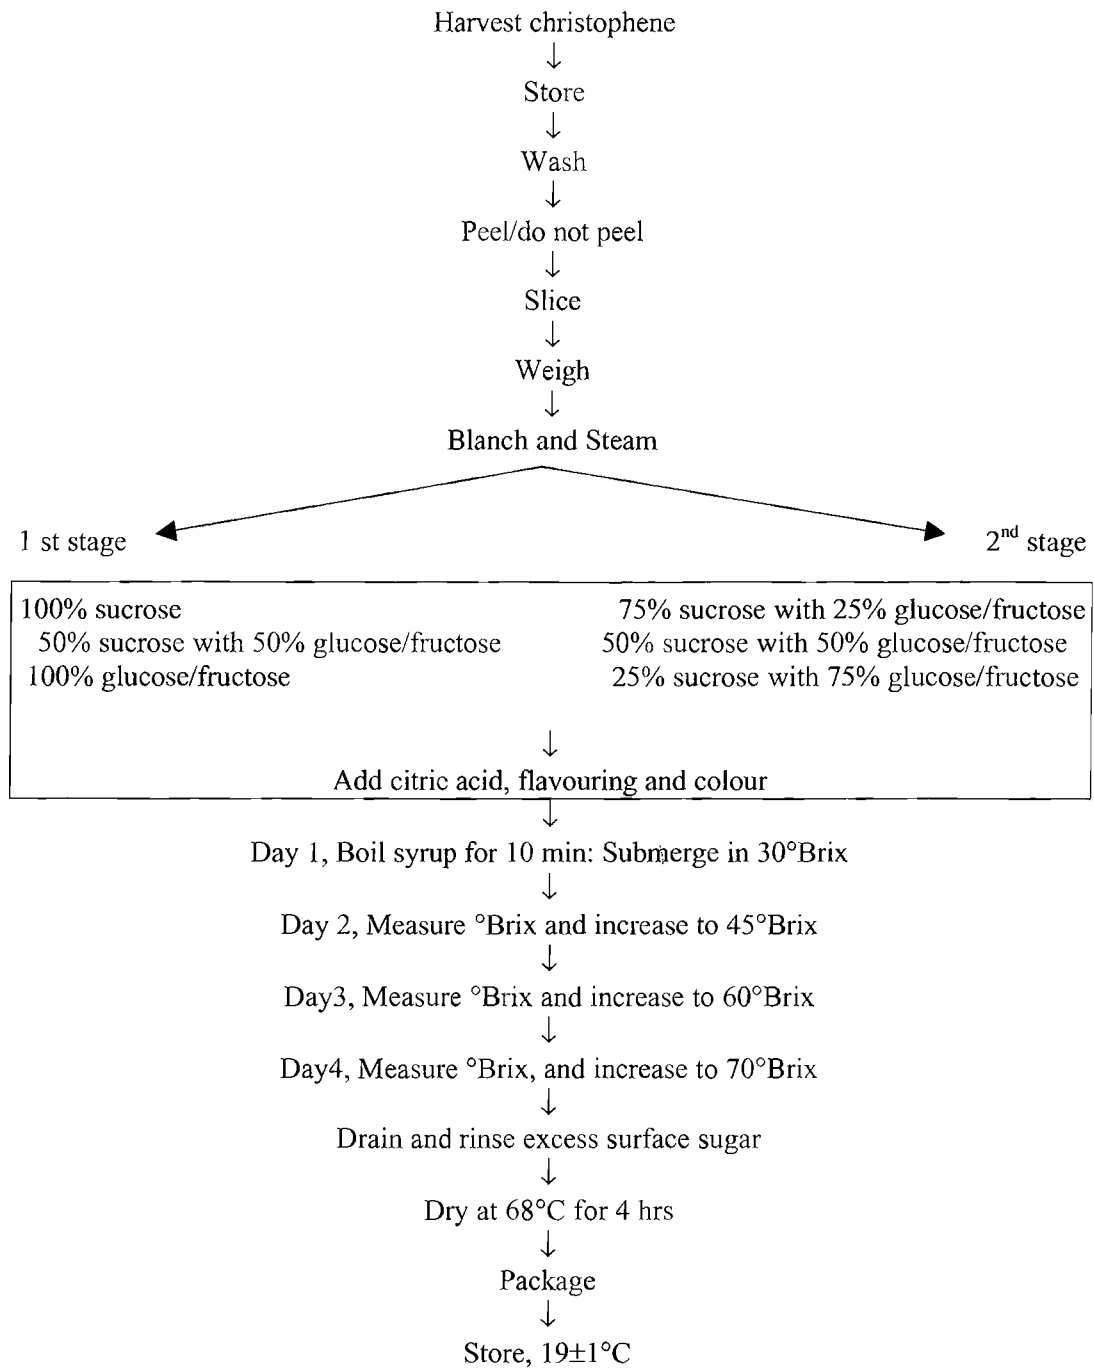 Harvest christophene
↓
Store
↓
Wash
↓
Peel/do not peel
↓
Slice
↓
Weigh
↓
Blanch and Steam
1 st stage
2nd stage
100% sucrose
50% sucrose with 50% glucose/fructose
100% glucose/fructose
75% sucrose with 25% glucose/fructose
50% sucrose with 50% glucose/fructose
25% sucrose with 75% glucose/fructose
↓
Add citric acid, flavouring and colour
↓
Day 1, Boil syrup for 10 min: Submerge in 30°Brix
↓
Day 2, Measure °Brix and increase to 45°Brix
↓
Day3, Measure °Brix and increase to 60°Brix
↓
Day4, Measure °Brix, and increase to 70°Brix
↓
Drain and rinse excess surface sugar
↓
Dry at 68°C for 4 hrs
↓
Package
↓
Store, 19±1°C